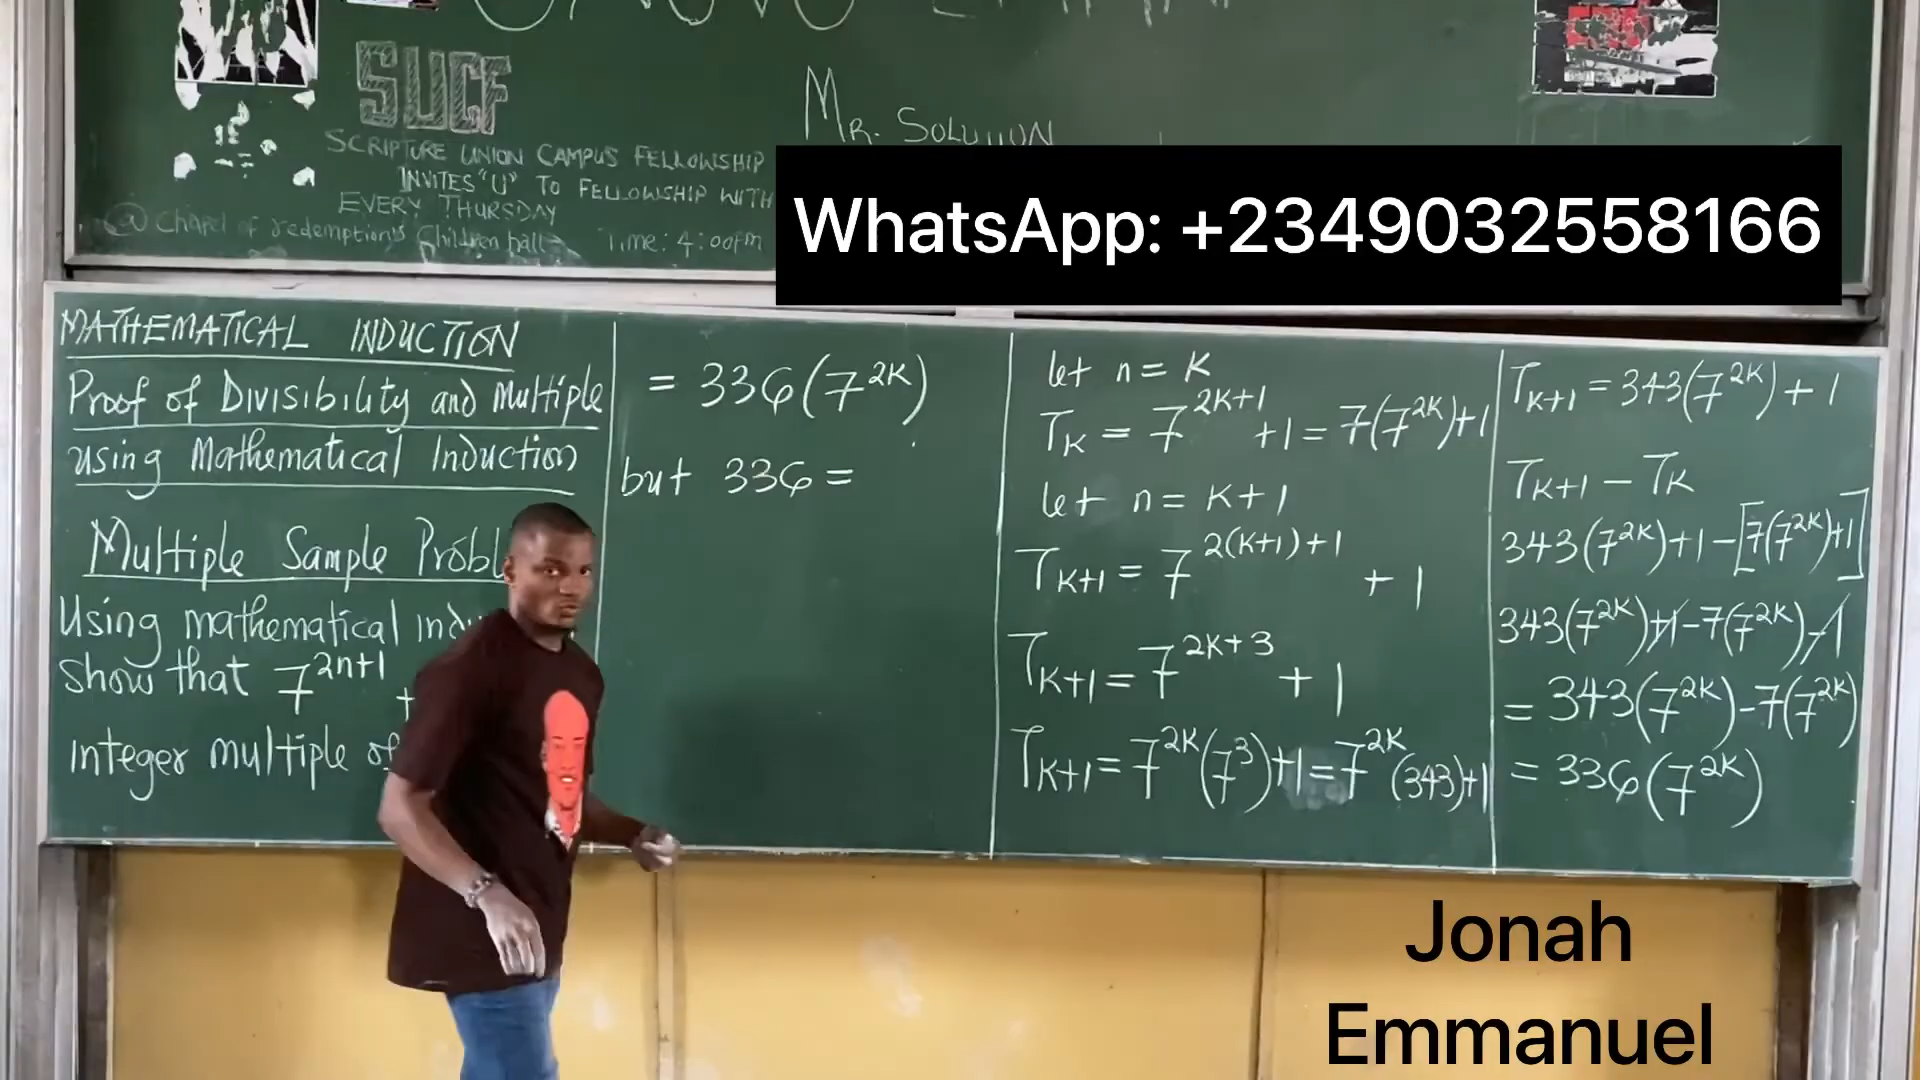 SUCF
SCRIPTURE UNION CAMPUS FELLOWSHIP
INVITES "U" TO FELLOWSHIP WITH
EVERY THURSDAY
@ Chapel of redemption's Children hall Time: 4:00pm
MR. SOLUTION
WhatsApp: +2349032558166
MATHEMATICAL INDUCTION
Proof of Divisibility and Multiple
using Mathematical Induction
Multiple Sample Probl
Using mathematical indu
show that 7^{2n+1} +
integer multiple of
= 336(7^{2K})
but 336 =
let n = K
T_K = 7^{2K+1} + 1 = 7(7^{2K})+1
let n = K+1
T_{K+1} = 7^{2(K+1)+1} + 1
T_{K+1} = 7^{2K+3} + 1
T_{K+1} = 7^{2K}(7^3)+1 = 7^{2K}(343)+1
T_{K+1} = 343(7^{2K}) + 1
T_{K+1} - T_K
343(7^{2K})+1-[7(7^{2K})+1]
343(7^{2K})+1-7(7^{2K})-1
= 343(7^{2K})-7(7^{2K})
= 336(7^{2K})
Jonah
Emmanuel